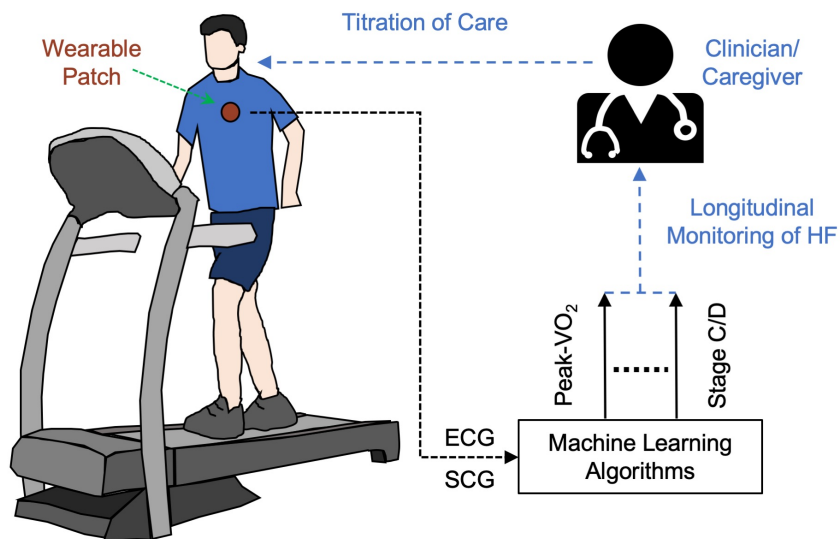 Wearable
Patch
Titration of Care
Clinician/
Caregiver
Longitudinal
Monitoring of HF
Peak-VO₂
Stage C/D
ECG
SCG
Machine Learning
Algorithms